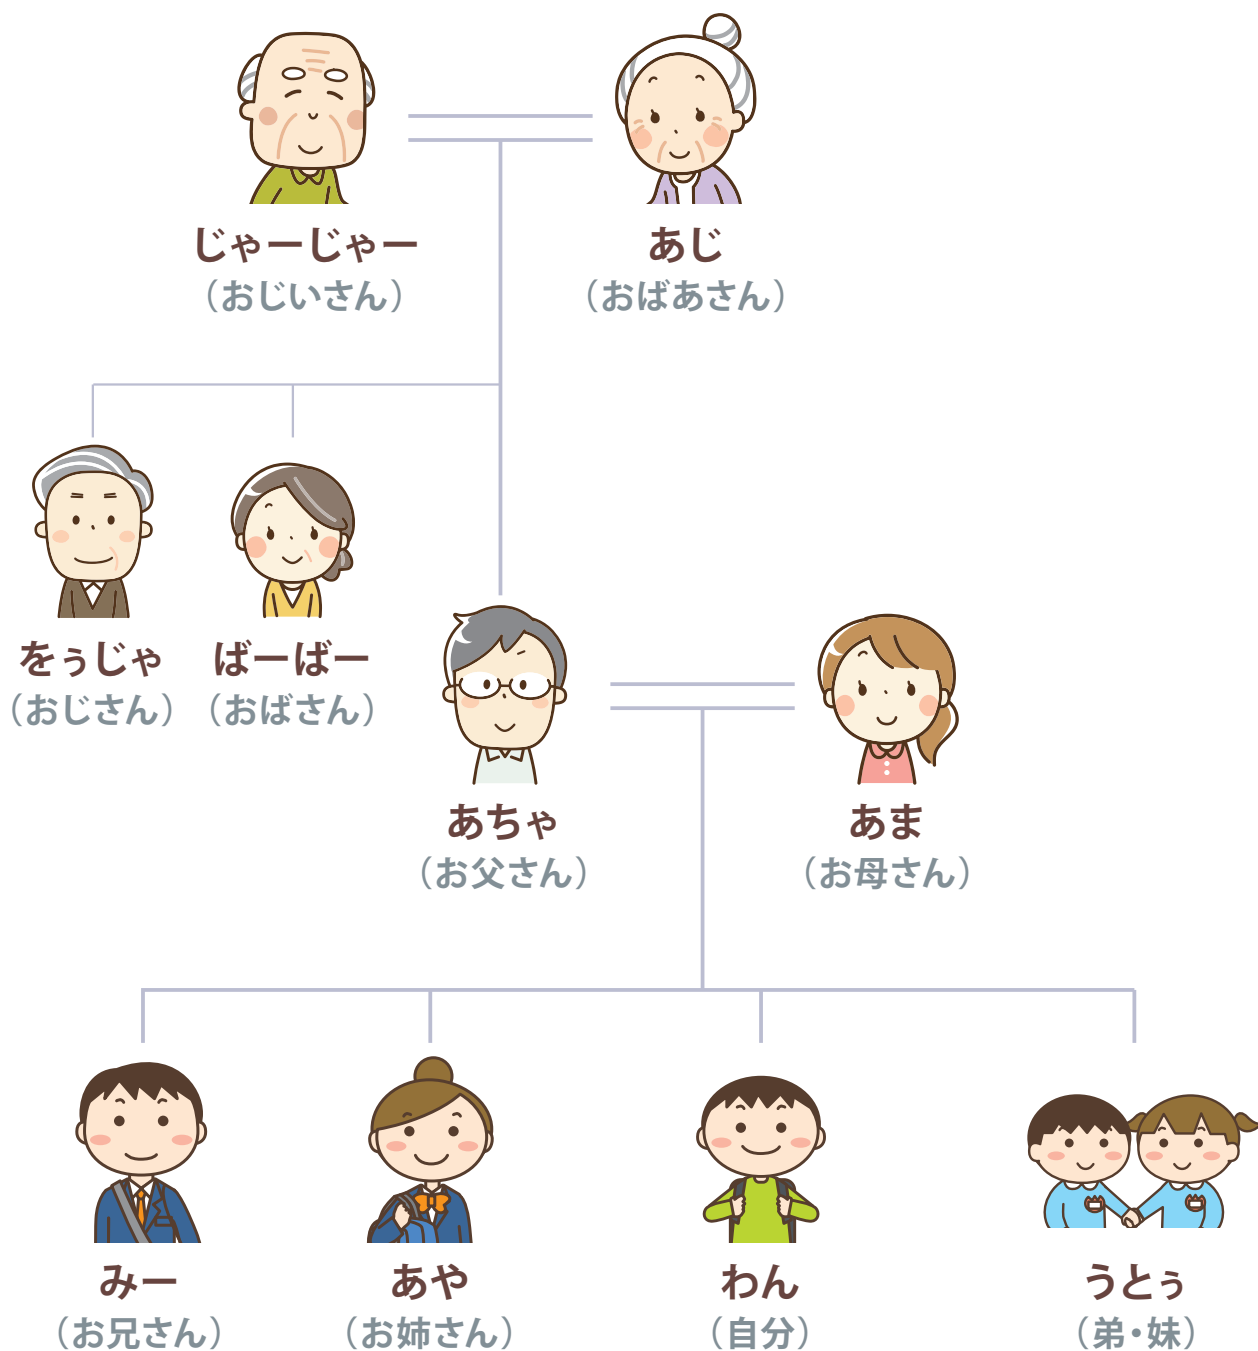 じゃーじゃー
（おじいさん）
あじ
（おばあさん）
をぅじゃ
（おじさん）
ばーばー
（おばさん）
あちゃ
（お父さん）
あま
（お母さん）
みー
（お兄さん）
あや
（お姉さん）
わん
（自分）
うとぅ
（弟・妹）